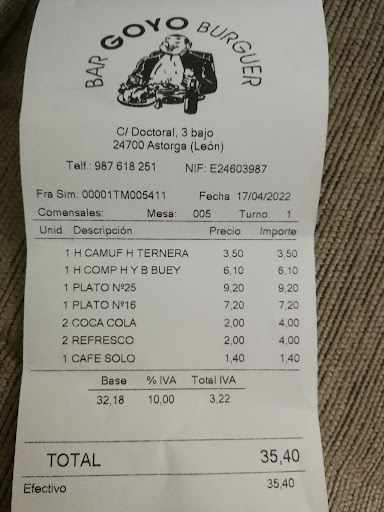 BAR GOYO BURGUER
C/ Doctoral, 3 bajo
24700 Astorga (León)
Telf.: 987 618 251 NIF: E24603987
Fra Sim: 00001TM005411 Fecha 17/04/2022
Comensales: Mesa: 005 Turno: 1
Unid. Descripción Precio Importe
1 H CAMUF H TERNERA 3,50 3,50
1 H COMP H Y B BUEY 6,10 6,10
1 PLATO Nº25 9,20 9,20
1 PLATO Nº16 7,20 7,20
2 COCA COLA 2,00 4,00
2 REFRESCO 2,00 4,00
1 CAFE SOLO 1,40 1,40
Base % IVA Total IVA
32,18 10,00 3,22
TOTAL 35,40
Efectivo 35,40